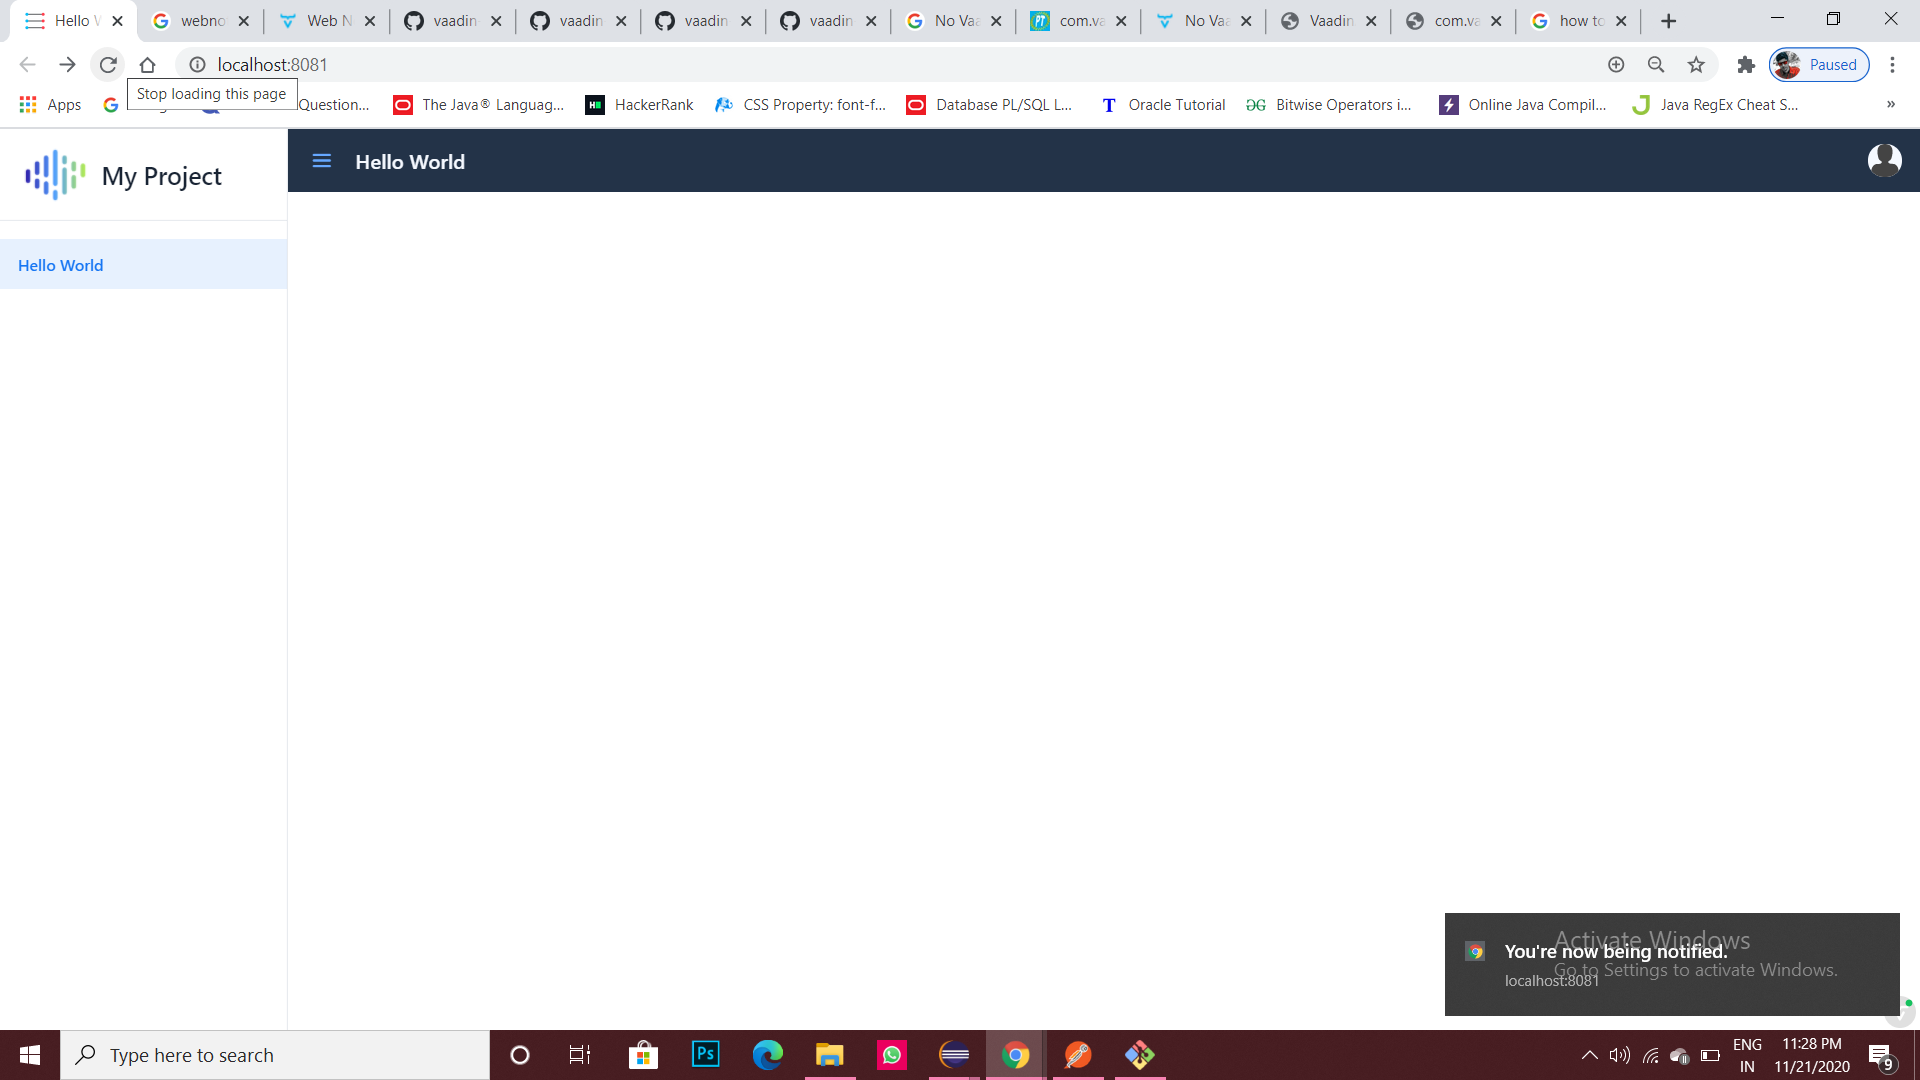 Hello W
webno
Web N
vaadin
vaadin
vaadin
vaadin
No Vaa
com.va
No Vaa
Vaadin
com.va
how to
localhost:8081
Paused
Stop loading this page
Apps
Question...
The Java® Languag...
HackerRank
CSS Property: font-f...
Database PL/SQL L...
Oracle Tutorial
Bitwise Operators i...
Online Java Compil...
Java RegEx Cheat S...
»
My Project
Hello World
Hello World
Activate Windows
You're now being notified.
Go to Settings to activate Windows.
localhost:8081
Type here to search
Ps
ENG
IN
11:28 PM
11/21/2020
9